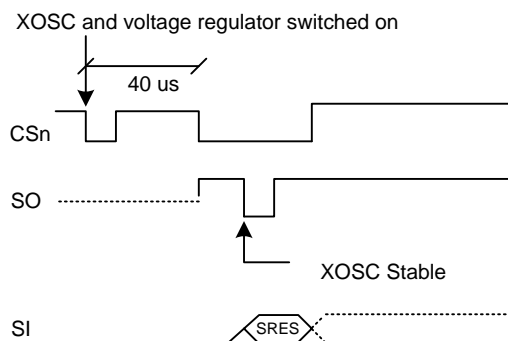 XOSC and voltage regulator switched on
40 us
CSn
SO
XOSC Stable
SI
SRES